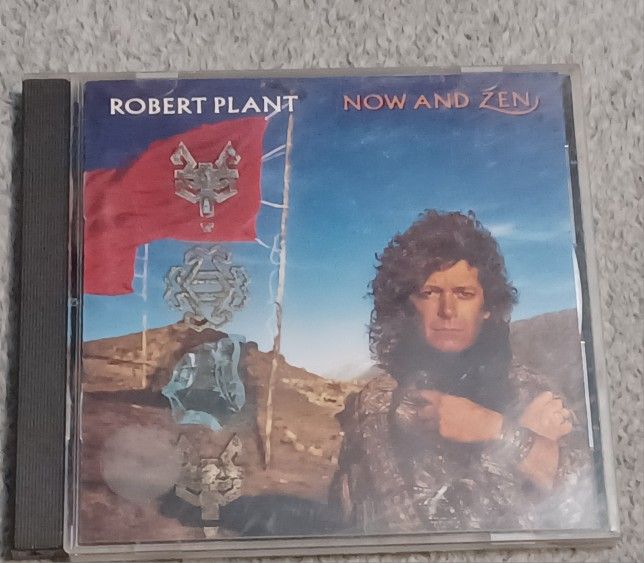 ROBERT PLANT NOW AND ZEN